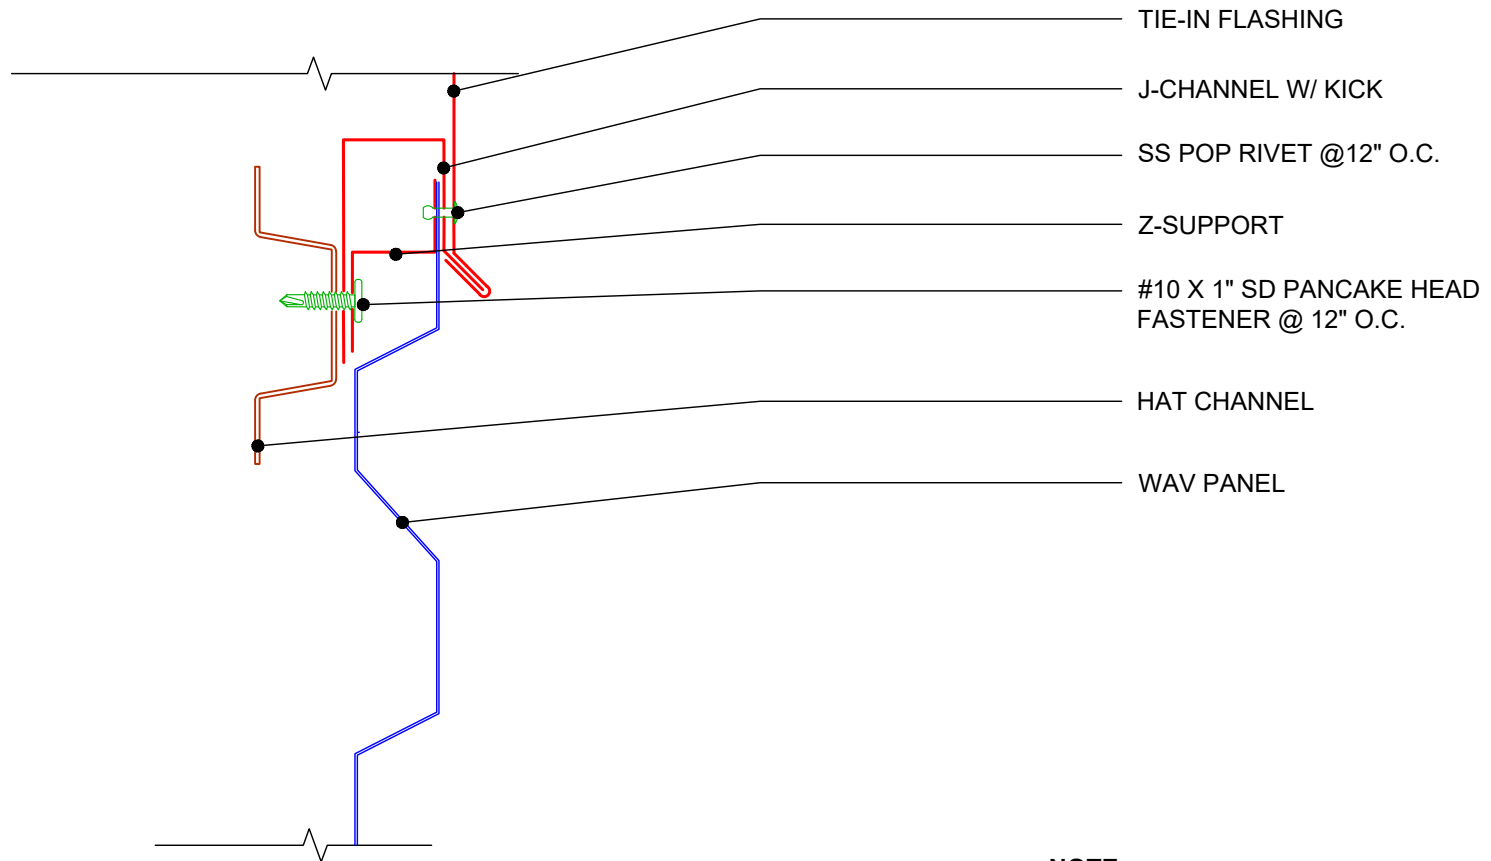 TIE-IN FLASHING
J-CHANNEL W/ KICK
SS POP RIVET @12" O.C.
Z-SUPPORT
#10 X 1" SD PANCAKE HEAD
FASTENER @ 12" O.C.
HAT CHANNEL
WAV PANEL